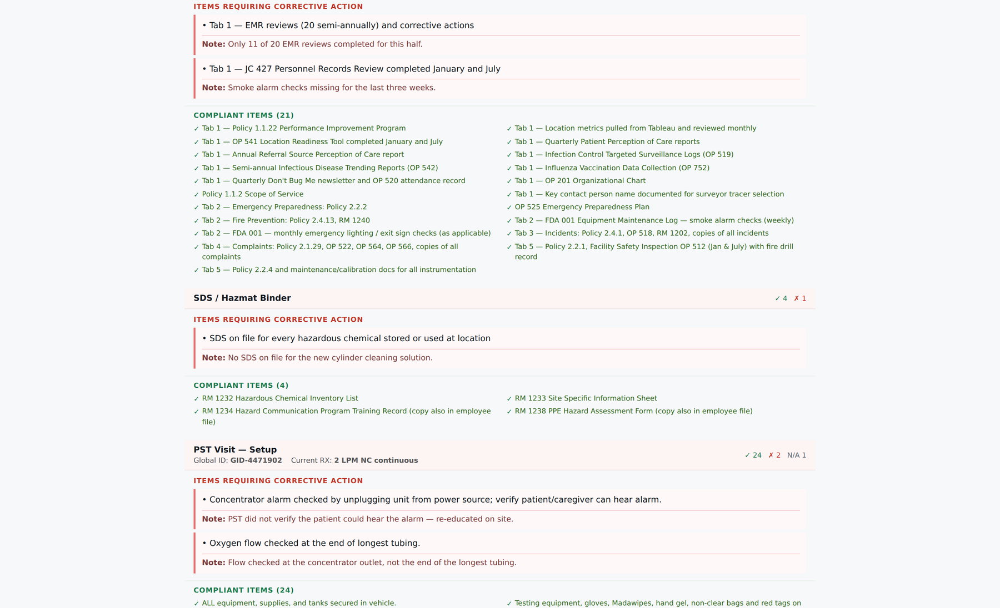 ITEMS REQUIRING CORRECTIVE ACTION
• Tab 1 — EMR reviews (20 semi-annually) and corrective actions
Note: Only 11 of 20 EMR reviews completed for this half.
• Tab 1 — JC 427 Personnel Records Review completed January and July
Note: Smoke alarm checks missing for the last three weeks.
COMPLIANT ITEMS (21)
✓ Tab 1 — Policy 1.1.22 Performance Improvement Program
✓ Tab 1 — Location metrics pulled from Tableau and reviewed monthly
✓ Tab 1 — OP 541 Location Readiness Tool completed January and July
✓ Tab 1 — Quarterly Patient Perception of Care reports
✓ Tab 1 — Annual Referral Source Perception of Care report
✓ Tab 1 — Infection Control Targeted Surveillance Logs (OP 519)
✓ Tab 1 — Semi-annual Infectious Disease Trending Reports (OP 542)
✓ Tab 1 — Influenza Vaccination Data Collection (OP 752)
✓ Tab 1 — Quarterly Don't Bug Me newsletter and OP 520 attendance record
✓ Tab 1 — OP 201 Organizational Chart
✓ Policy 1.1.2 Scope of Service
✓ Tab 1 — Key contact person name documented for surveyor tracer selection
✓ Tab 2 — Emergency Preparedness: Policy 2.2.2
✓ OP 525 Emergency Preparedness Plan
✓ Tab 2 — Fire Prevention: Policy 2.4.13, RM 1240
✓ Tab 2 — FDA 001 Equipment Maintenance Log — smoke alarm checks (weekly)
✓ Tab 2 — FDA 001 — monthly emergency lighting / exit sign checks (as applicable)
✓ Tab 3 — Incidents: Policy 2.4.1, OP 518, RM 1202, copies of all incidents
✓ Tab 4 — Complaints: Policy 2.1.29, OP 522, OP 564, OP 566, copies of all
complaints
✓ Tab 5 — Policy 2.2.1, Facility Safety Inspection OP 512 (Jan & July) with fire drill
record
✓ Tab 5 — Policy 2.2.4 and maintenance/calibration docs for all instrumentation
SDS / Hazmat Binder
✓ 4 ✗ 1
ITEMS REQUIRING CORRECTIVE ACTION
• SDS on file for every hazardous chemical stored or used at location
Note: No SDS on file for the new cylinder cleaning solution.
COMPLIANT ITEMS (4)
✓ RM 1232 Hazardous Chemical Inventory List
✓ RM 1233 Site Specific Information Sheet
✓ RM 1234 Hazard Communication Program Training Record (copy also in employee
file)
✓ RM 1238 PPE Hazard Assessment Form (copy also in employee file)
PST Visit — Setup
Global ID: GID-4471902 Current RX: 2 LPM NC continuous
✓ 24 ✗ 2 N/A 1
ITEMS REQUIRING CORRECTIVE ACTION
• Concentrator alarm checked by unplugging unit from power source; verify patient/caregiver can hear alarm.
Note: PST did not verify the patient could hear the alarm — re-educated on site.
• Oxygen flow checked at the end of longest tubing.
Note: Flow checked at the concentrator outlet, not the end of the longest tubing.
COMPLIANT ITEMS (24)
✓ ALL equipment, supplies, and tanks secured in vehicle.
✓ Testing equipment, gloves, Madawipes, hand gel, non-clear bags and red tags on